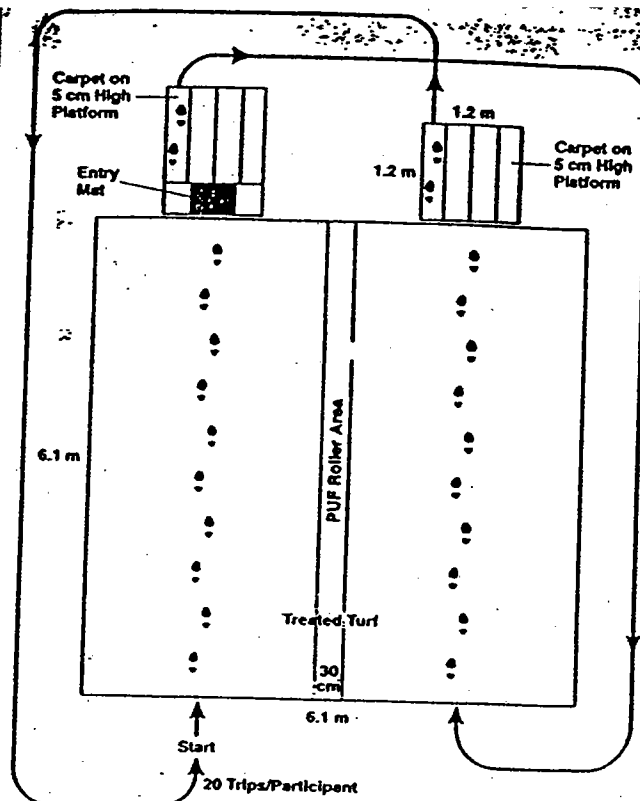 Carpet on
5 cm High
Platform
Entry
Mat
1.2 m
1.2 m
Carpet on
5 cm High
Platform
6.1 m
PUF Roller Area
Treated Turf
30
cm
6.1 m
Start
20 Trips/Participant